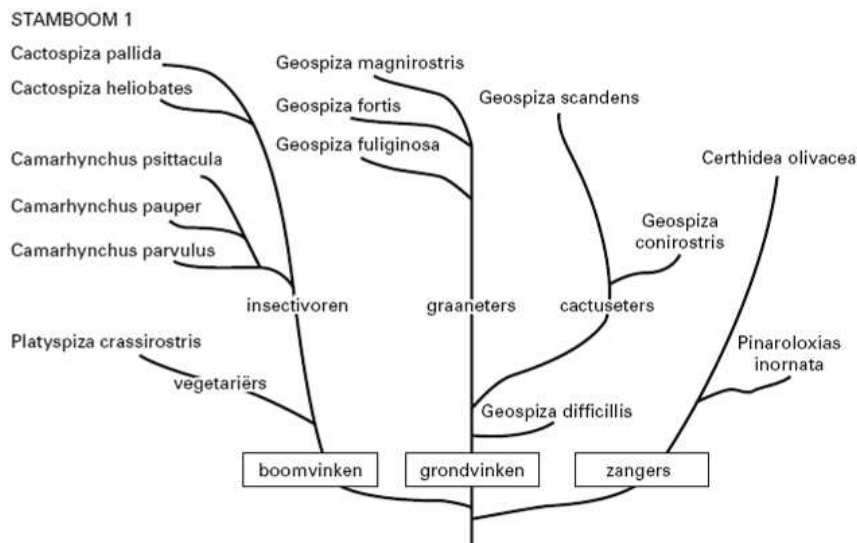 STAMBOOM 1
Cactospiza pallida
Cactospiza heliobates
Camarhynchus psittacula
Camarhynchus pauper
Camarhynchus parvulus
Platyspiza crassirostris
vegetariërs
insectivoren
Geospiza magnirostris
Geospiza fortis
Geospiza fuliginosa
graaneters
Geospiza scandens
Geospiza
conirostris
cactuseters
Geospiza difficillis
Certhidea olivacea
Pinaroloxias
inornata
boomvinken
grondvinken
zangers